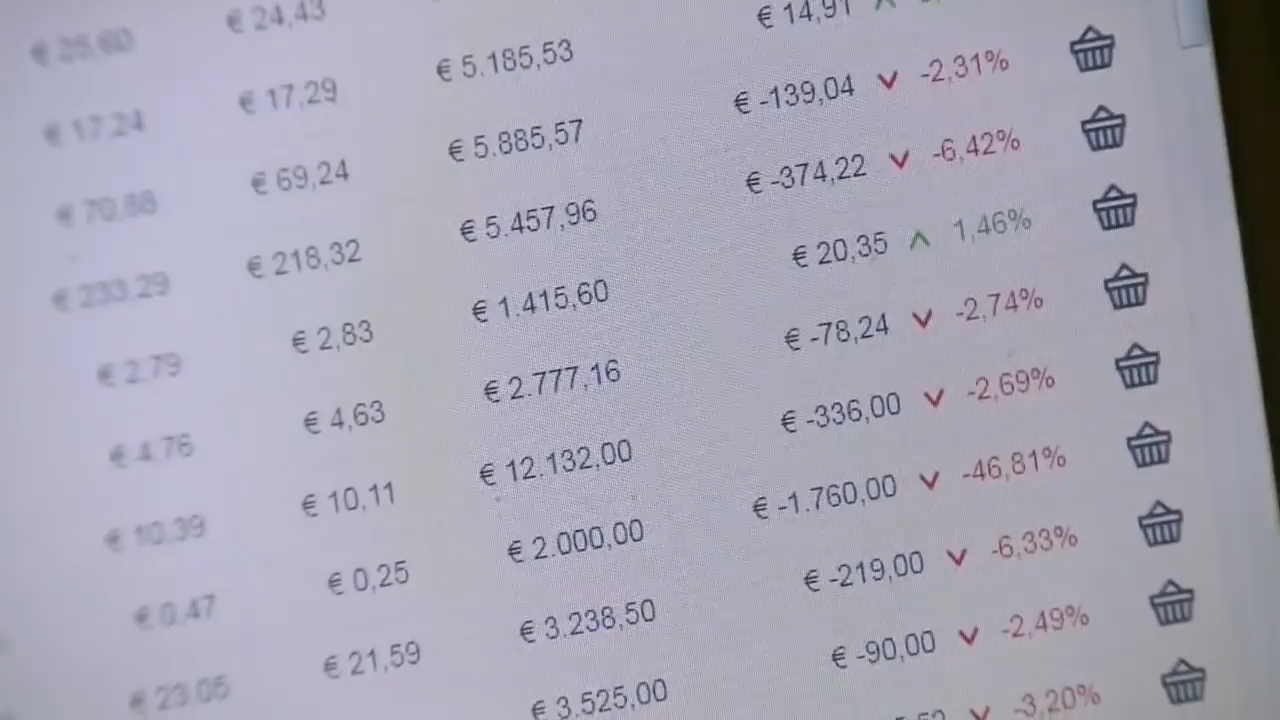 € 25,60 € 24,43
€ 17,24 € 17,29 € 5.185,53 € 14,91
€ 70,88 € 69,24 € 5.885,57 € -139,04 -2,31%
€ 233,29 € 218,32 € 5.457,96 € -374,22 -6,42%
€ 2,79 € 2,83 € 1.415,60 € 20,35 1,46%
€ 4,76 € 4,63 € 2.777,16 € -78,24 -2,74%
€ 10,39 € 10,11 € 12.132,00 € -336,00 -2,69%
€ 0,47 € 0,25 € 2.000,00 € -1.760,00 -46,81%
€ 23,05 € 21,59 € 3.238,50 € -219,00 -6,33%
€ 3.525,00 € -90,00 -2,49%
-3,20%